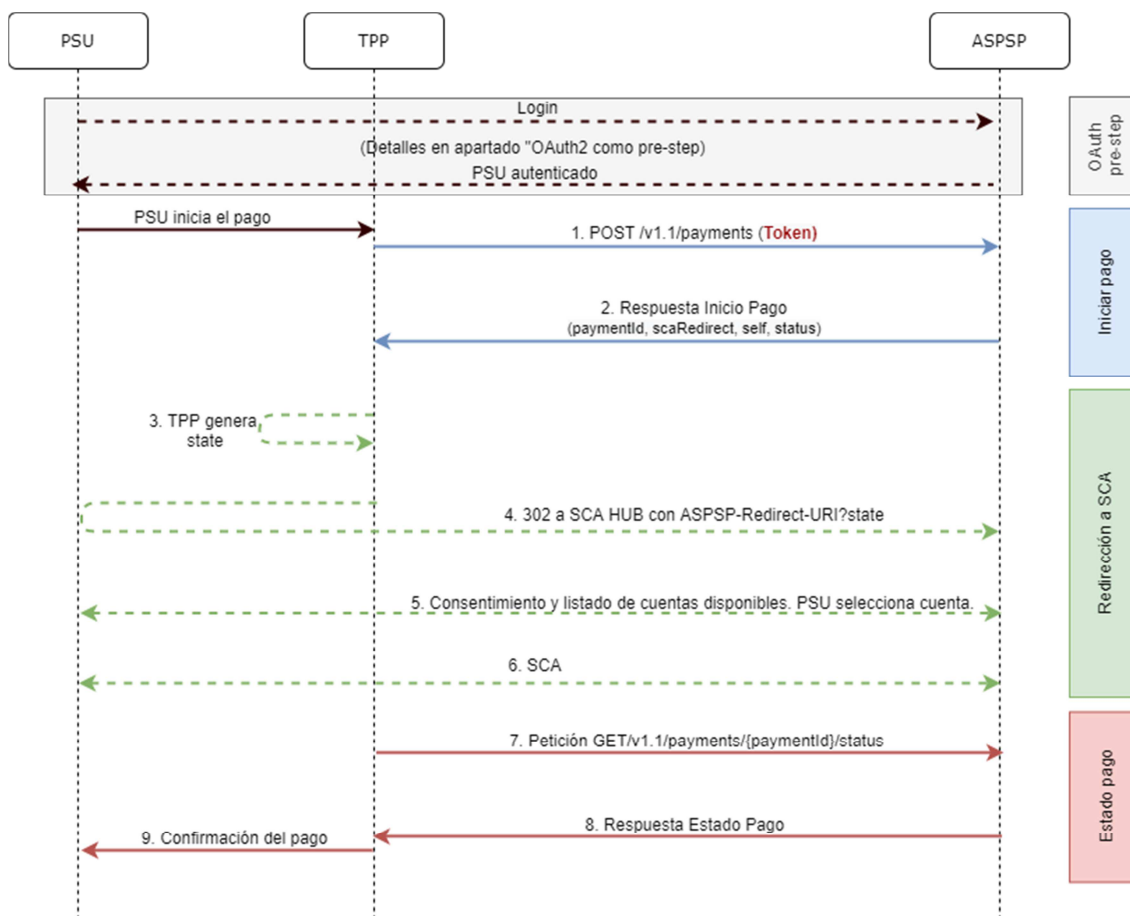 PSU
TPP
ASPSP
Login
(Detalles en apartado "OAuth2 como pre-step)
PSU autenticado
OAuth
pre-step
PSU inicia el pago
1. POST /v1.1/payments (Token)
2. Respuesta Inicio Pago
(paymentId, scaRedirect, self, status)
Iniciar pago
3. TPP genera
state
4. 302 a SCA HUB con ASPSP-Redirect-URI?state
5. Consentimiento y listado de cuentas disponibles. PSU selecciona cuenta.
6. SCA
Redirección a SCA
7. Petición GET/v1.1/payments/{paymentId}/status
8. Respuesta Estado Pago
9. Confirmación del pago
Estado pago